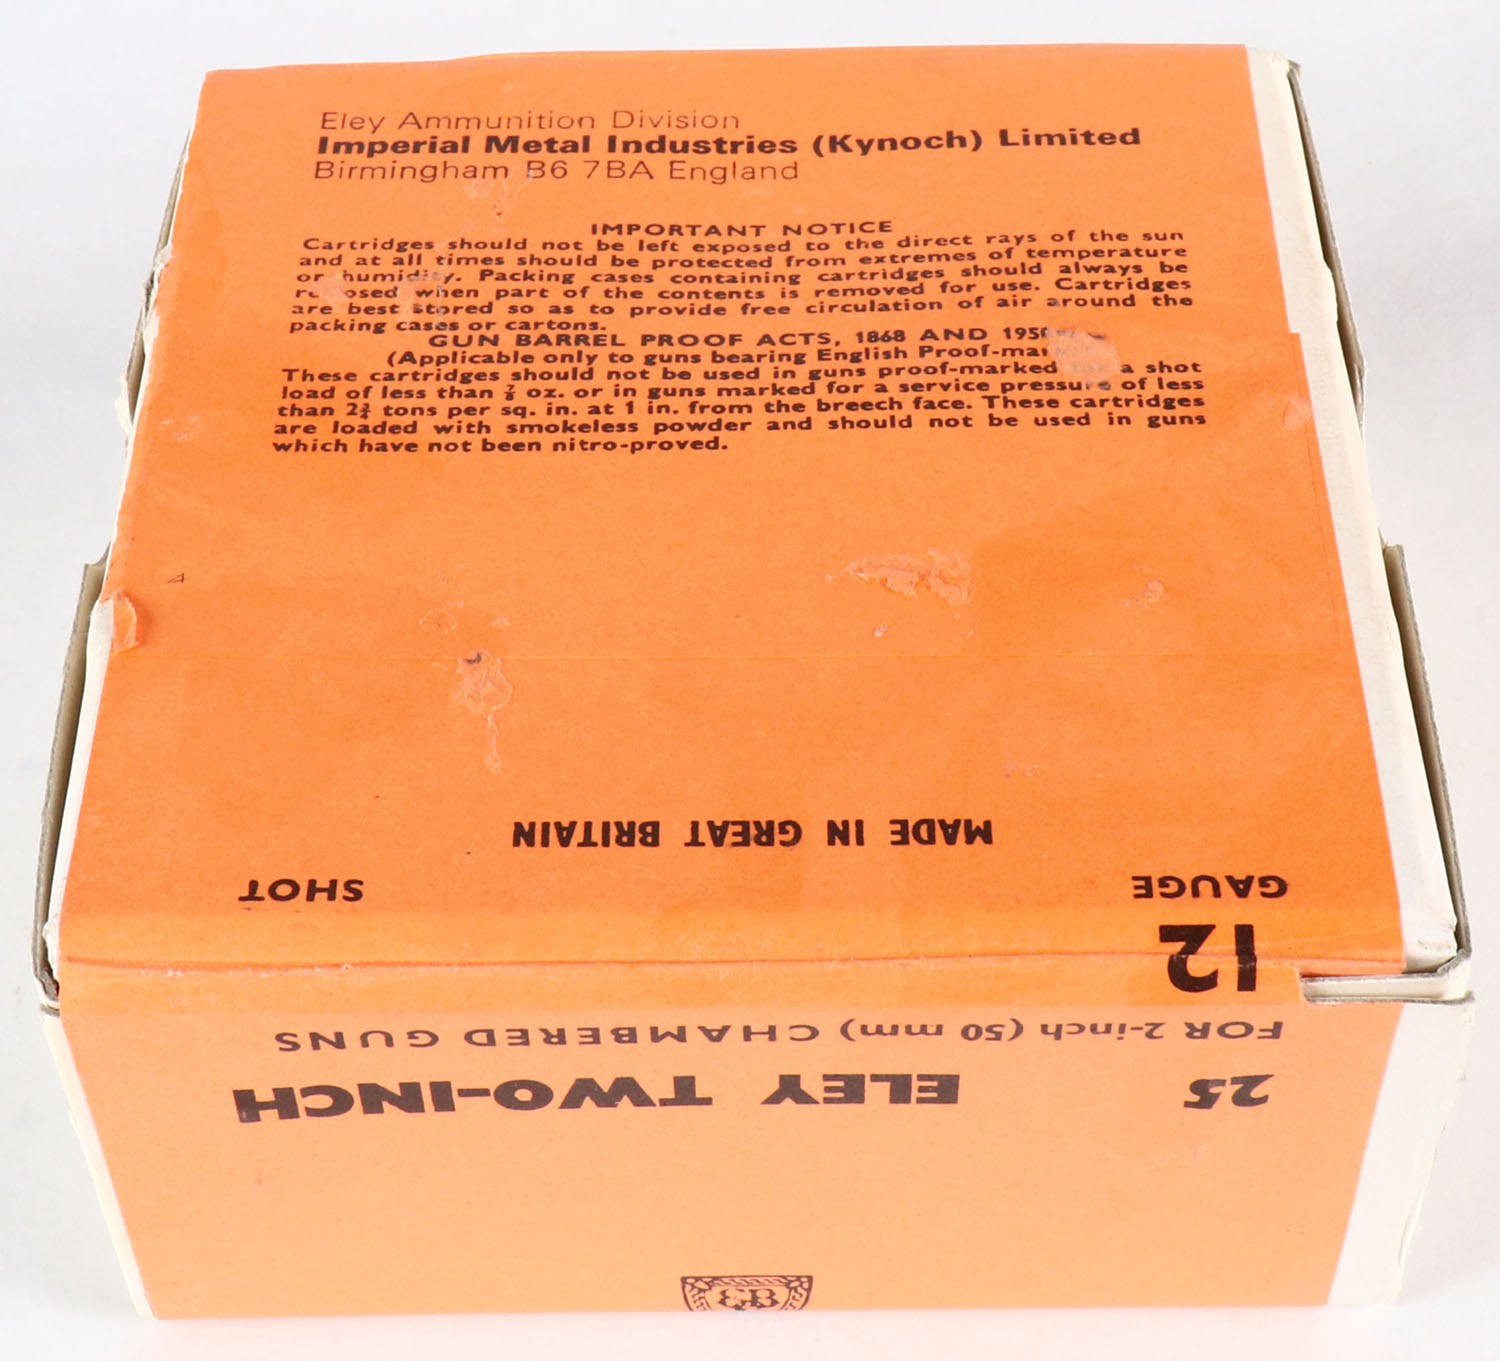 Eley Ammunition Division
Imperial Metal Industries (Kynoch) Limited
Birmingham B6 7BA England
IMPORTANT NOTICE
Cartridges should not be left exposed to the direct rays of the sun
and at all times should be protected from extremes of temperature
or humidity. Packing cases containing cartridges should always be
when part of the contents is removed for use. Cartridges
are best stored so as to provide free circulation of air around the
packing cases or cartons.
GUN BARREL PROOF ACTS, 1868 AND 1950
(Applicable only to guns bearing English
These cartridges should not be used in guns proof-marked a shot
load of less than ⅞ oz. or in guns marked for a service pressure of less
than 2¾ tons per sq. in. at 1 in. from the breech face. These cartridges
are loaded with smokeless powder and should not be used in guns
which have not been nitro-proved.
25 ELEY TWO-INCH
FOR 2-inch (50 mm) CHAMBERED GUNS
12
GAUGE SHOT
MADE IN GREAT BRITAIN